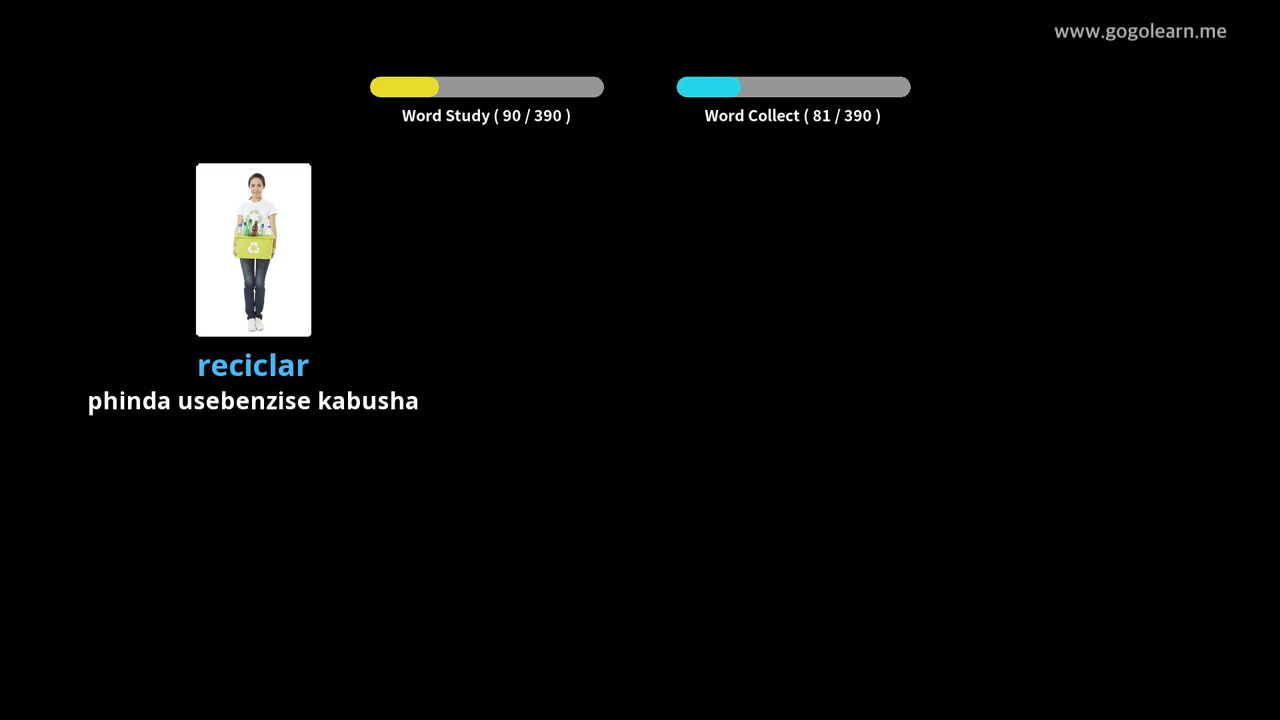 www.gogolearn.me
Word Study ( 90 / 390 )
Word Collect ( 81 / 390 )
reciclar
phinda usebenzise kabusha